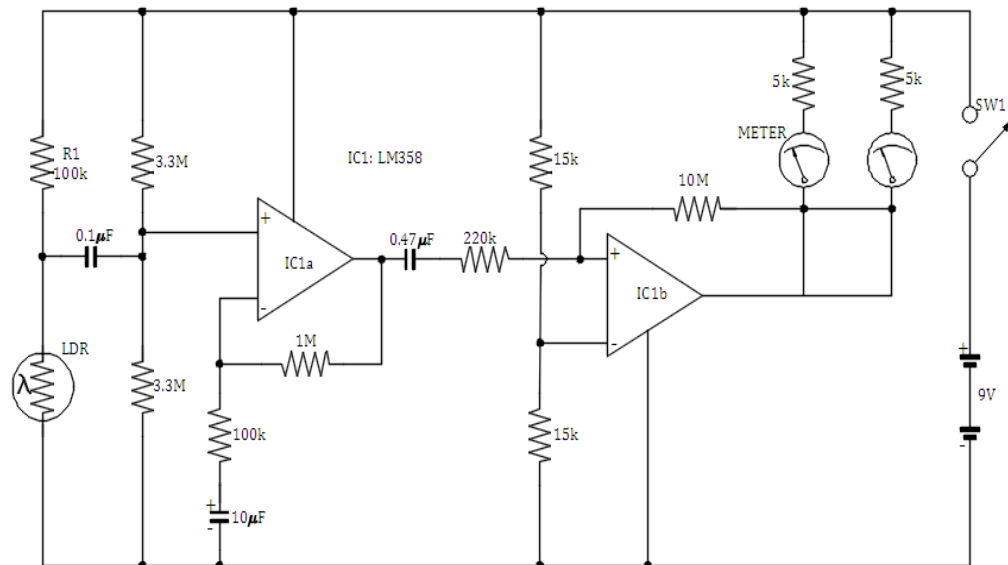 5k
5k
SW1
METER
R1
100k
3.3M
IC1: LM358
15k
10M
+
0.1µF
0.47µF
220k
+
IC1a
+
IC1b
-
1M
-
LDR
λ
3.3M
+
9V
-
100k
15k
+
10µF
-